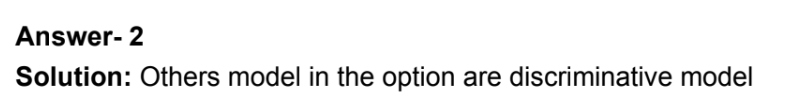 Answer- 2
Solution: Others model in the option are discriminative model